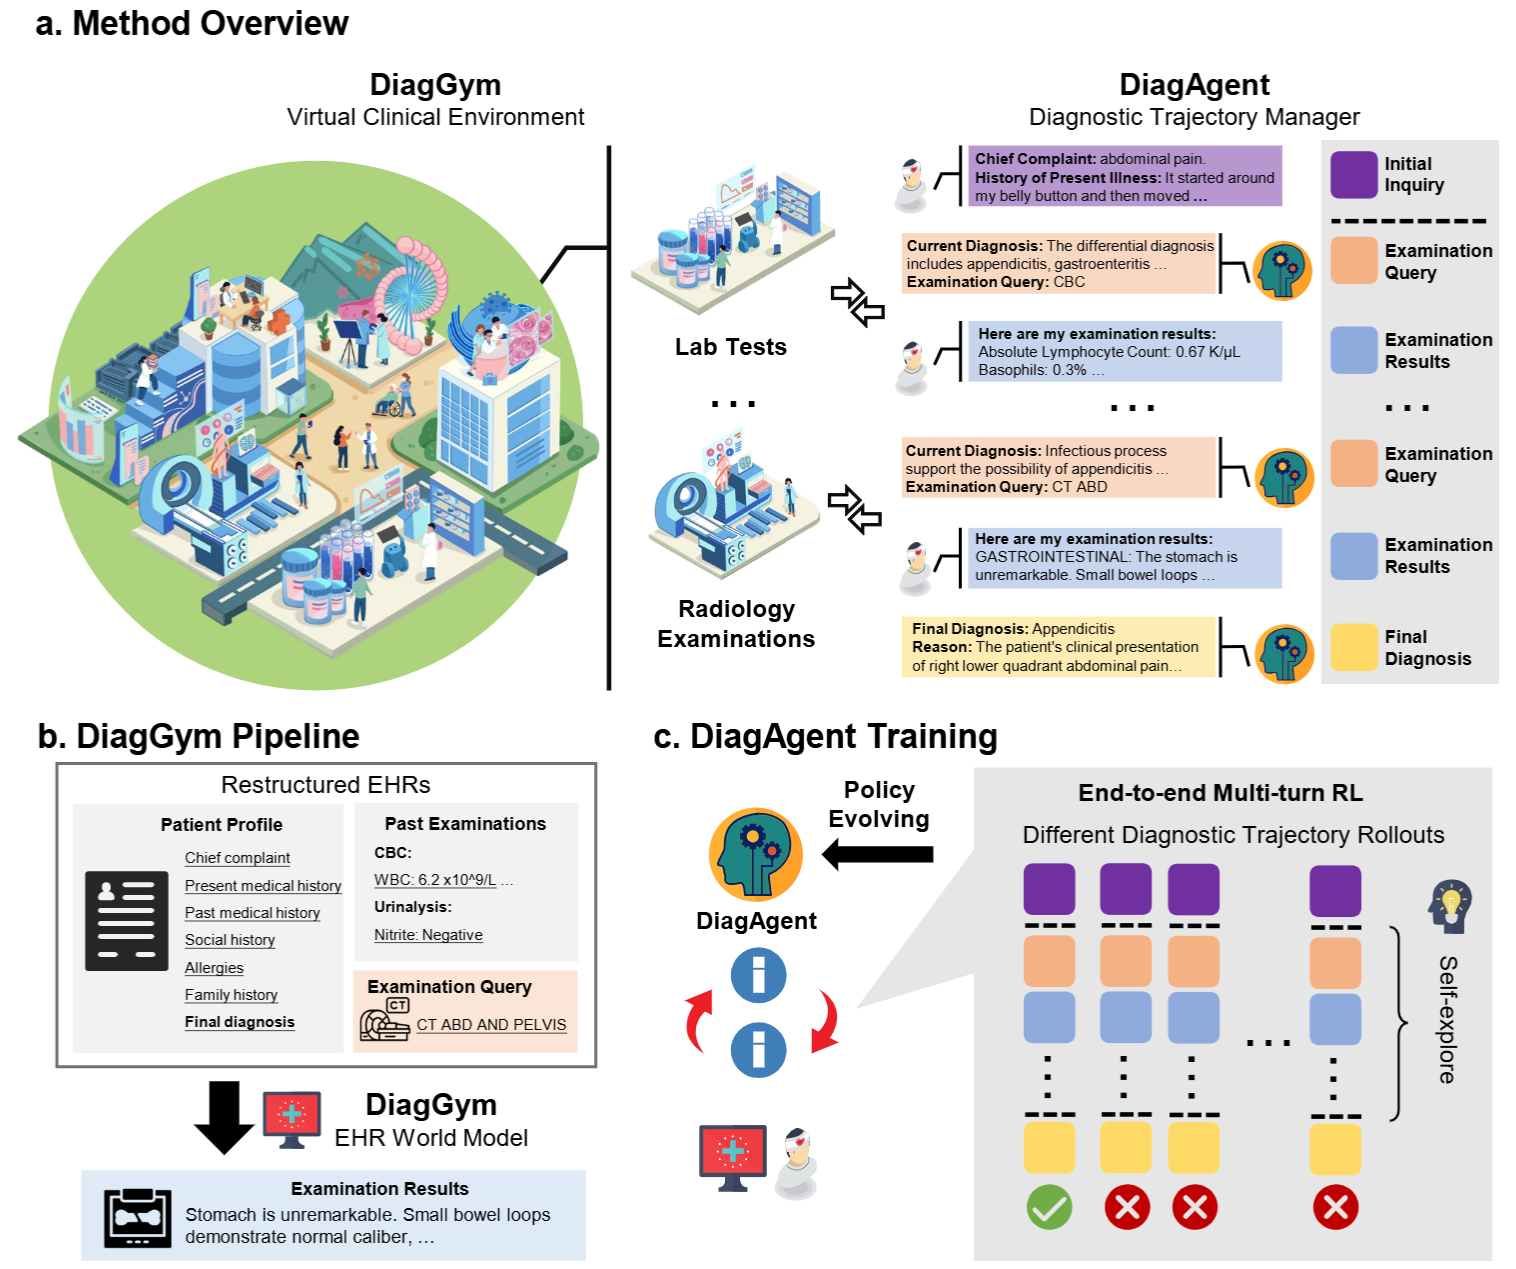 a. Method Overview
DiagGym
Virtual Clinical Environment
DiagAgent
Diagnostic Trajectory Manager
Lab Tests
...
Radiology
Examinations
Chief Complaint: abdominal pain.
History of Present Illness: It started around
my belly button and then moved ...
Current Diagnosis: The differential diagnosis
includes appendicitis, gastroenteritis ...
Examination Query: CBC
Here are my examination results:
Absolute Lymphocyte Count: 0.67 K/μL
Basophils: 0.3% ...
...
Current Diagnosis: Infectious process
support the possibility of appendicitis ...
Examination Query: CT ABD
Here are my examination results:
GASTROINTESTINAL: The stomach is
unremarkable. Small bowel loops ...
Final Diagnosis: Appendicitis
Reason: The patient's clinical presentation
of right lower quadrant abdominal pain...
Initial
Inquiry
Examination
Query
Examination
Results
...
Examination
Query
Examination
Results
Final
Diagnosis
b. DiagGym Pipeline
Restructured EHRs
Patient Profile
Chief complaint
Present medical history
Past medical history
Social history
Allergies
Family history
Final diagnosis
Past Examinations
CBC:
WBC: 6.2 x10^9/L ...
Urinalysis:
Nitrite: Negative
Examination Query
CT
CT ABD AND PELVIS
DiagGym
EHR World Model
Examination Results
Stomach is unremarkable. Small bowel loops
demonstrate normal caliber, ...
c. DiagAgent Training
Policy
Evolving
DiagAgent
i
i
End-to-end Multi-turn RL
Different Diagnostic Trajectory Rollouts
...
Self-explore